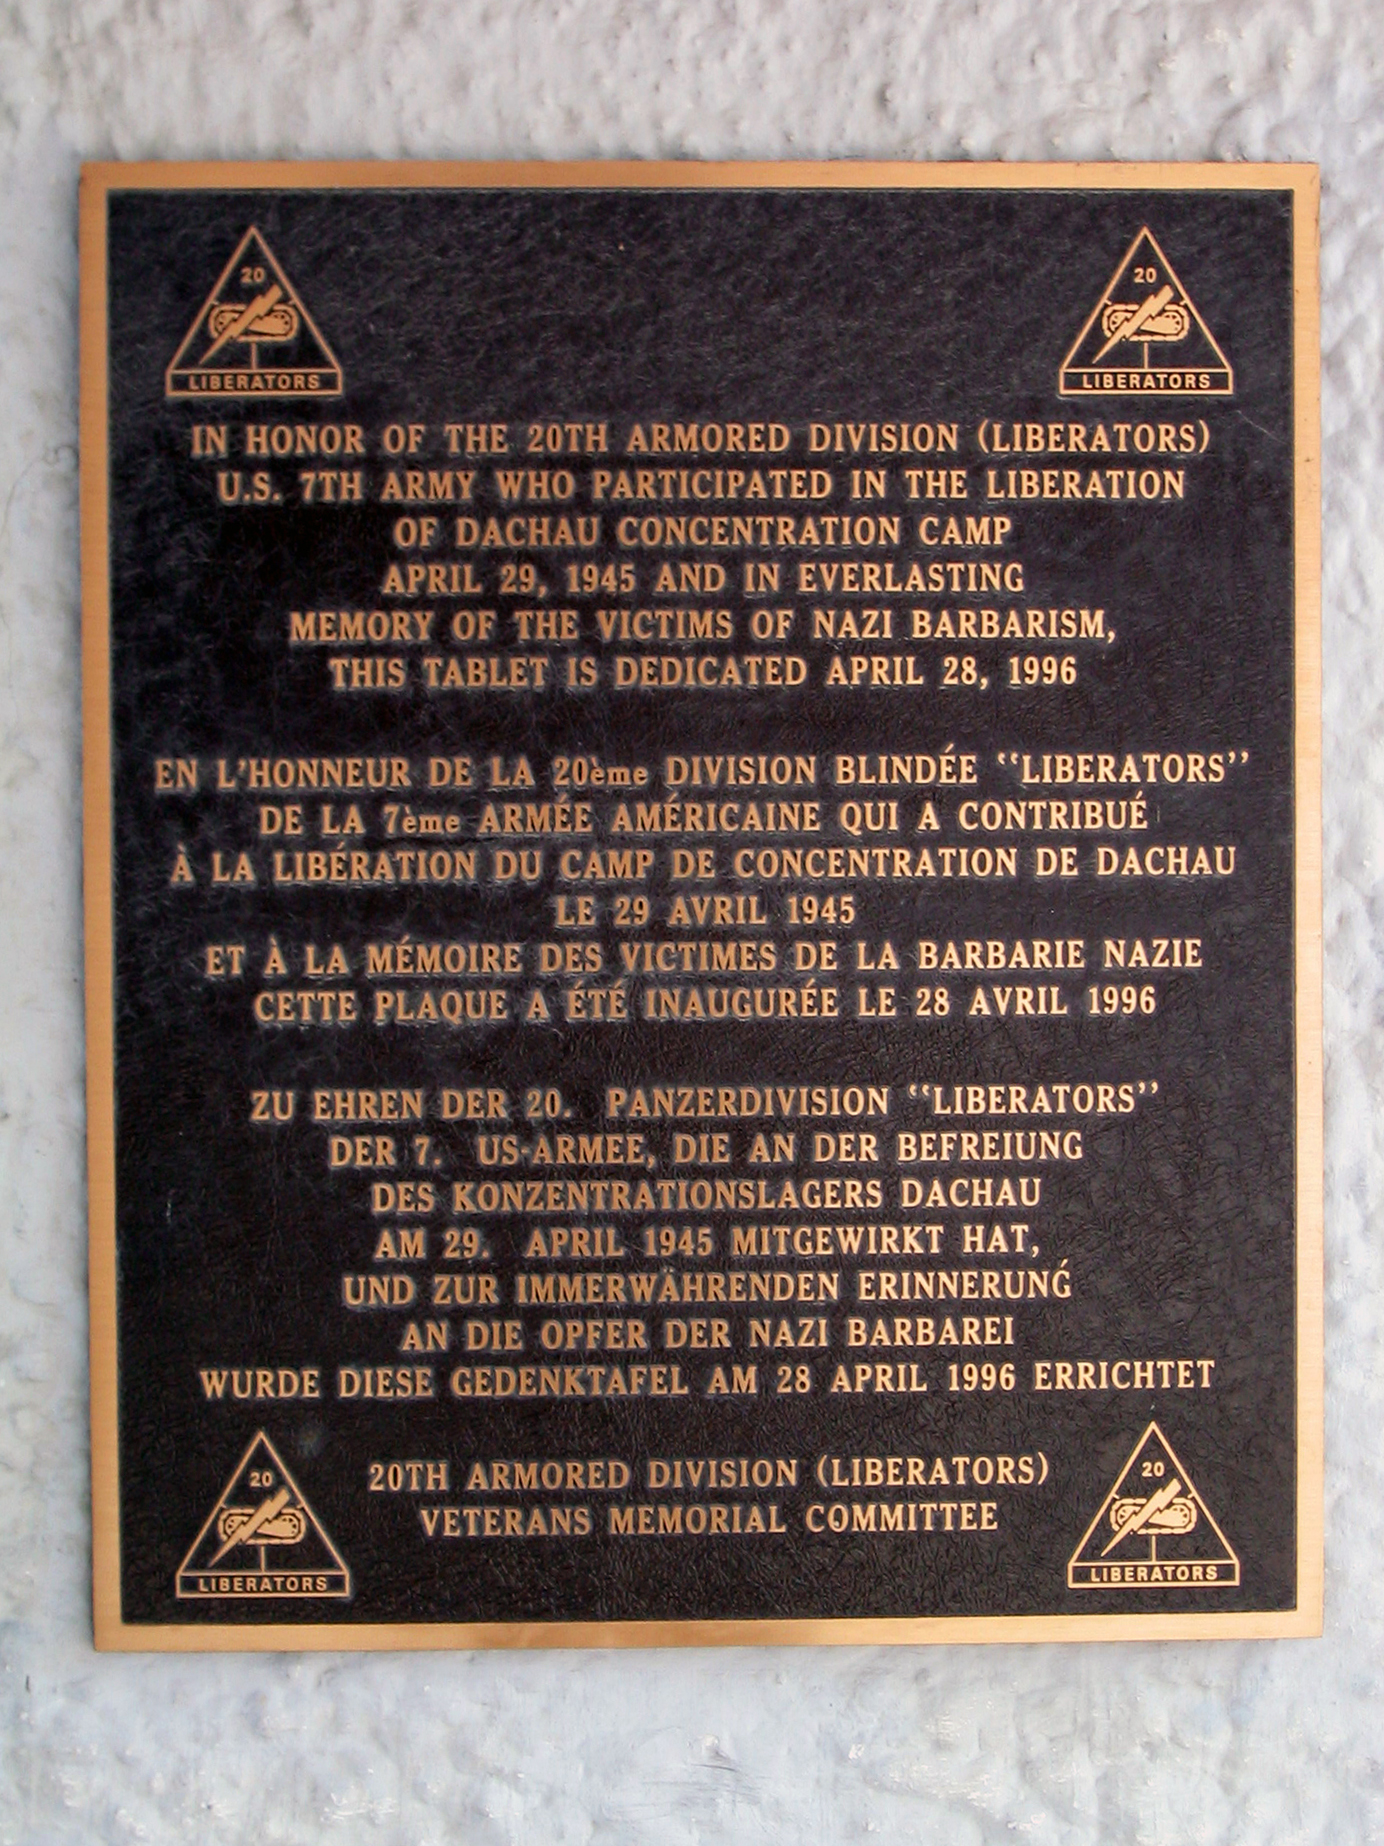 20
20
LIBERATORS
LIBERATORS
IN HONOR OF THE 20TH ARMORED DIVISION (LIBERATORS)
U.S. 7TH ARMY WHO PARTICIPATED IN THE LIBERATION
OF DACHAU CONCENTRATION CAMP
APRIL 29, 1945 AND IN EVERLASTING
MEMORY OF THE VICTIMS OF NAZI BARBARISM,
THIS TABLET IS DEDICATED APRIL 28, 1996
EN L'HONNEUR DE LA 20ème DIVISION BLINDÉE "LIBERATORS"
DE LA 7ème ARMÉE AMÉRICAINE QUI A CONTRIBUÉ
À LA LIBÉRATION DU CAMP DE CONCENTRATION DE DACHAU
LE 29 AVRIL 1945
ET À LA MÉMOIRE DES VICTIMES DE LA BARBARIE NAZIE
CETTE PLAQUE A ÉTÉ INAUGURÉE LE 28 AVRIL 1996
ZU EHREN DER 20. PANZERDIVISION "LIBERATORS"
DER 7. US-ARMEE, DIE AN DER BEFREIUNG
DES KONZENTRATIONSLAGERS DACHAU
AM 29. APRIL 1945 MITGEWIRKT HAT,
UND ZUR IMMERWÄHRENDEN ERINNERUNG
AN DIE OPFER DER NAZI BARBAREI
WURDE DIESE GEDENKTAFEL AM 28 APRIL 1996 ERRICHTET
20TH ARMORED DIVISION (LIBERATORS)
VETERANS MEMORIAL COMMITTEE
20
20
LIBERATORS
LIBERATORS